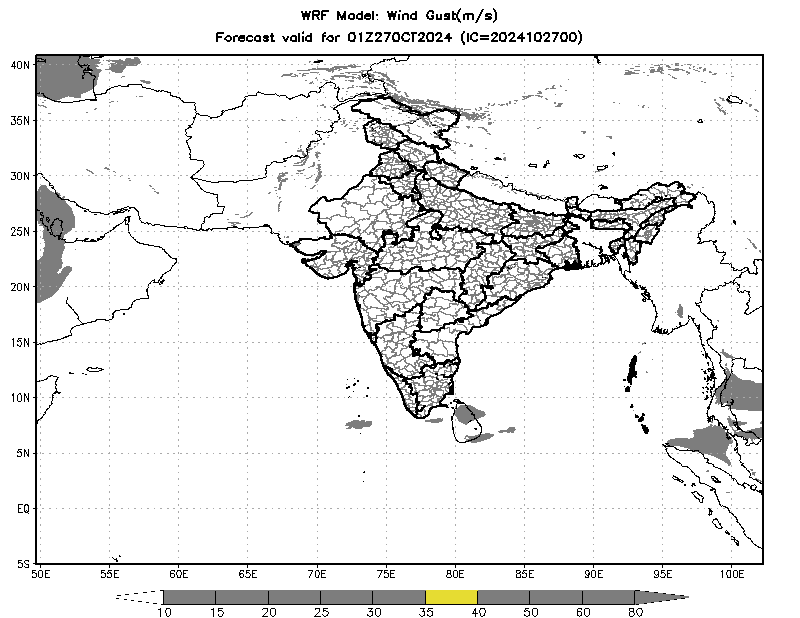 WRF Model: Wind Gust(m/s)
Forecast valid for 01Z27OCT2024 (IC=2024102700)
40N
35N
30N
25N
20N
15N
10N
5N
EQ
5S
50E 55E 60E 65E 70E 75E 80E 85E 90E 95E 100E
10 15 20 25 30 35 40 50 60 80